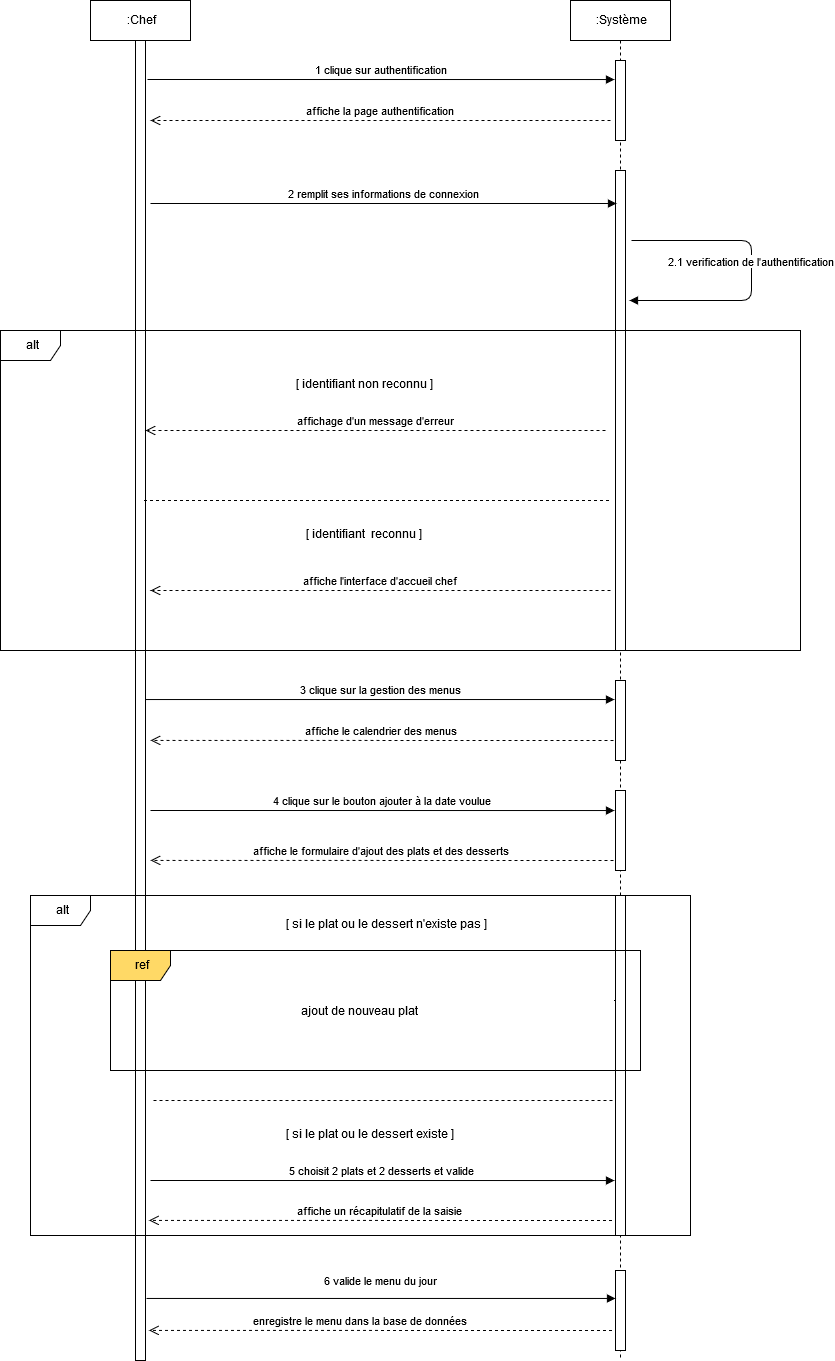 :Chef
:Système
1 clique sur authentification
affiche la page authentification
2 remplit ses informations de connexion
2.1 verification de l'authentification
alt
[ identifiant non reconnu ]
affichage d'un message d'erreur
[ identifiant  reconnu ]
affiche l'interface d'accueil chef
3 clique sur la gestion des menus
affiche le calendrier des menus
4 clique sur le bouton ajouter à la date voulue
affiche le formulaire d'ajout des plats et des desserts
alt
[ si le plat ou le dessert n'existe pas ]
ref
ajout de nouveau plat
[ si le plat ou le dessert existe ]
5 choisit 2 plats et 2 desserts et valide
affiche un récapitulatif de la saisie
6 valide le menu du jour
enregistre le menu dans la base de données